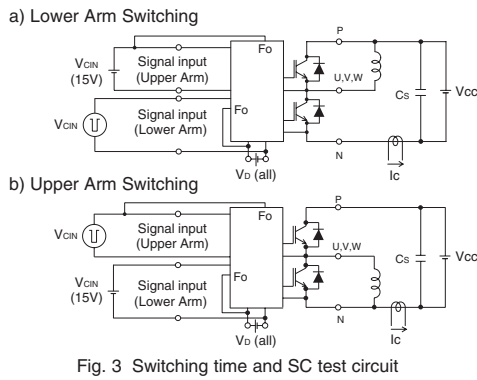 a) Lower Arm Switching
P
Fo
VCIN
(15V)
Signal input
(Upper Arm)
U,V,W
CS
VCC
Signal input
(Lower Arm)
Fo
VCIN
VD (all)
N
Ic
b) Upper Arm Switching
P
Fo
VCIN
Signal input
(Upper Arm)
U,V,W
CS
VCC
VCIN
(15V)
Signal input
(Lower Arm)
Fo
VD (all)
N
Ic
Fig. 3 Switching time and SC test circuit